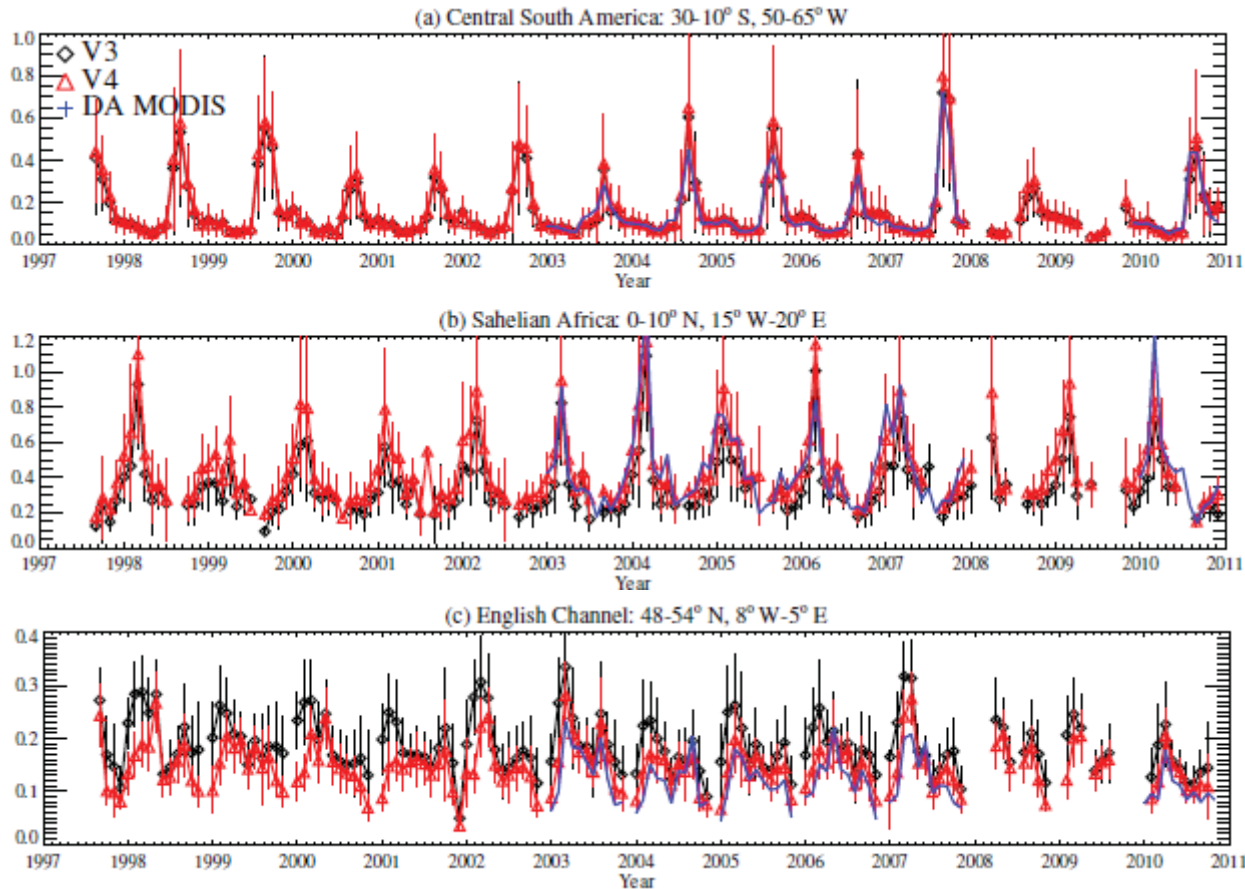 (a) Central South America: 30-10° S, 50-65° W
1.0
0.8
0.6
0.4
0.2
0.0
V3
V4
DA MODIS
1997 1998 1999 2000 2001 2002 2003 2004 2005 2006 2007 2008 2009 2010 2011
Year
(b) Sahelian Africa: 0-10° N, 15° W-20° E
1.2
1.0
0.8
0.6
0.4
0.2
0.0
1997 1998 1999 2000 2001 2002 2003 2004 2005 2006 2007 2008 2009 2010 2011
Year
(c) English Channel: 48-54° N, 8° W-5° E
0.4
0.3
0.2
0.1
0.0
1997 1998 1999 2000 2001 2002 2003 2004 2005 2006 2007 2008 2009 2010 2011
Year